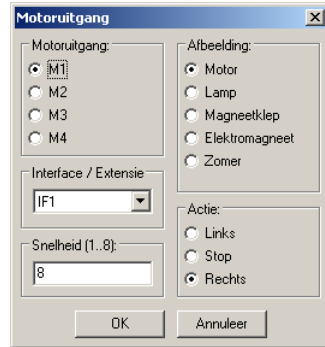 Motoruitgang
Motoruitgang:
M1
M2
M3
M4
Interface / Extensie
IF1
Snelheid (1..8):
8
Afbeelding:
Motor
Lamp
Magneetklep
Elektromagneet
Zomer
Actie:
Links
Stop
Rechts
OK
Annuleer